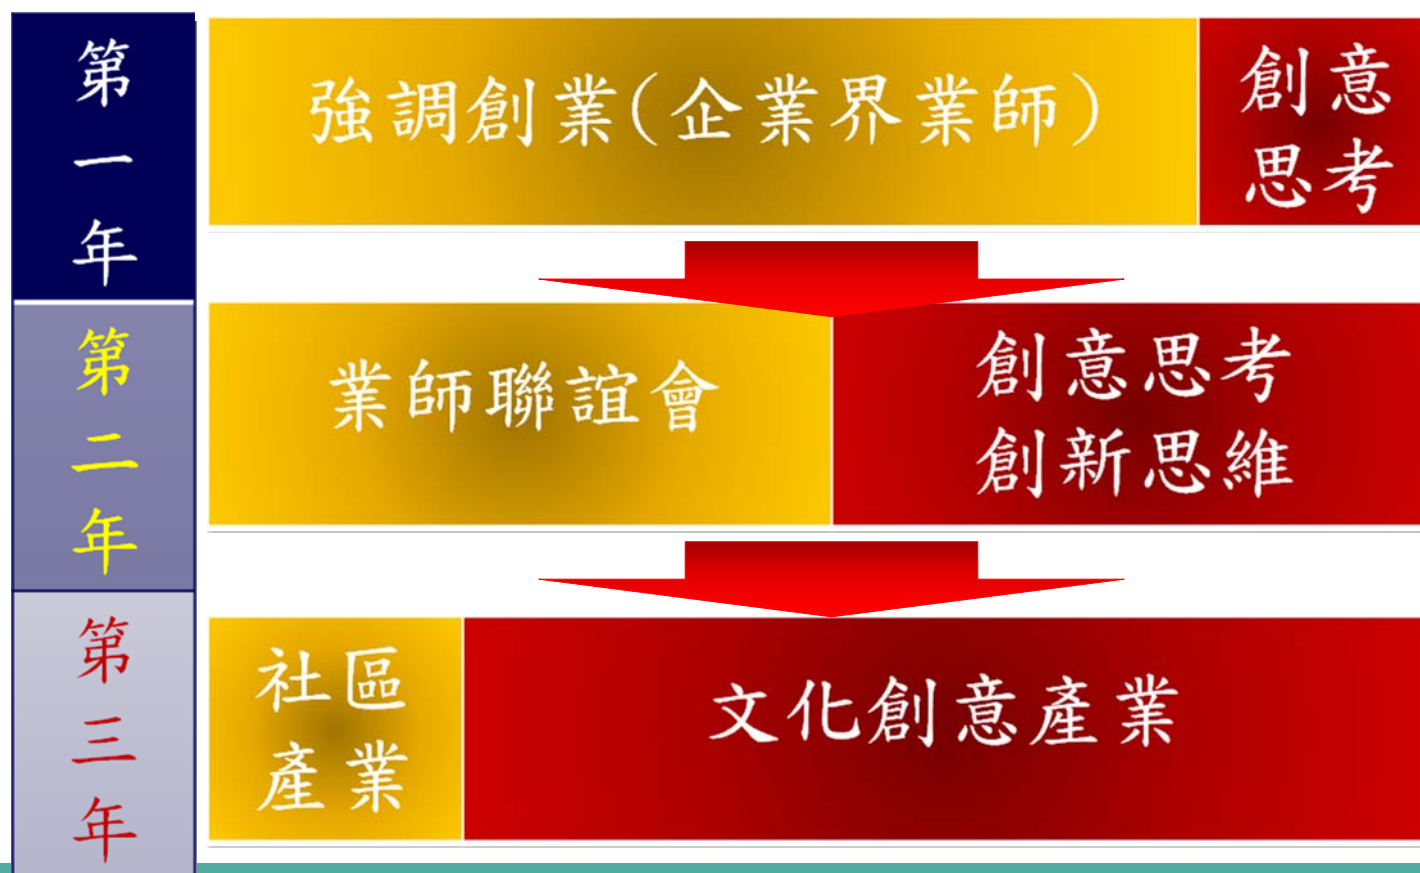 第一年
強調創業(企業界業師)
創意
思考
第二年
業師聯誼會
創意思考
創新思維
第三年
社區
產業
文化創意產業